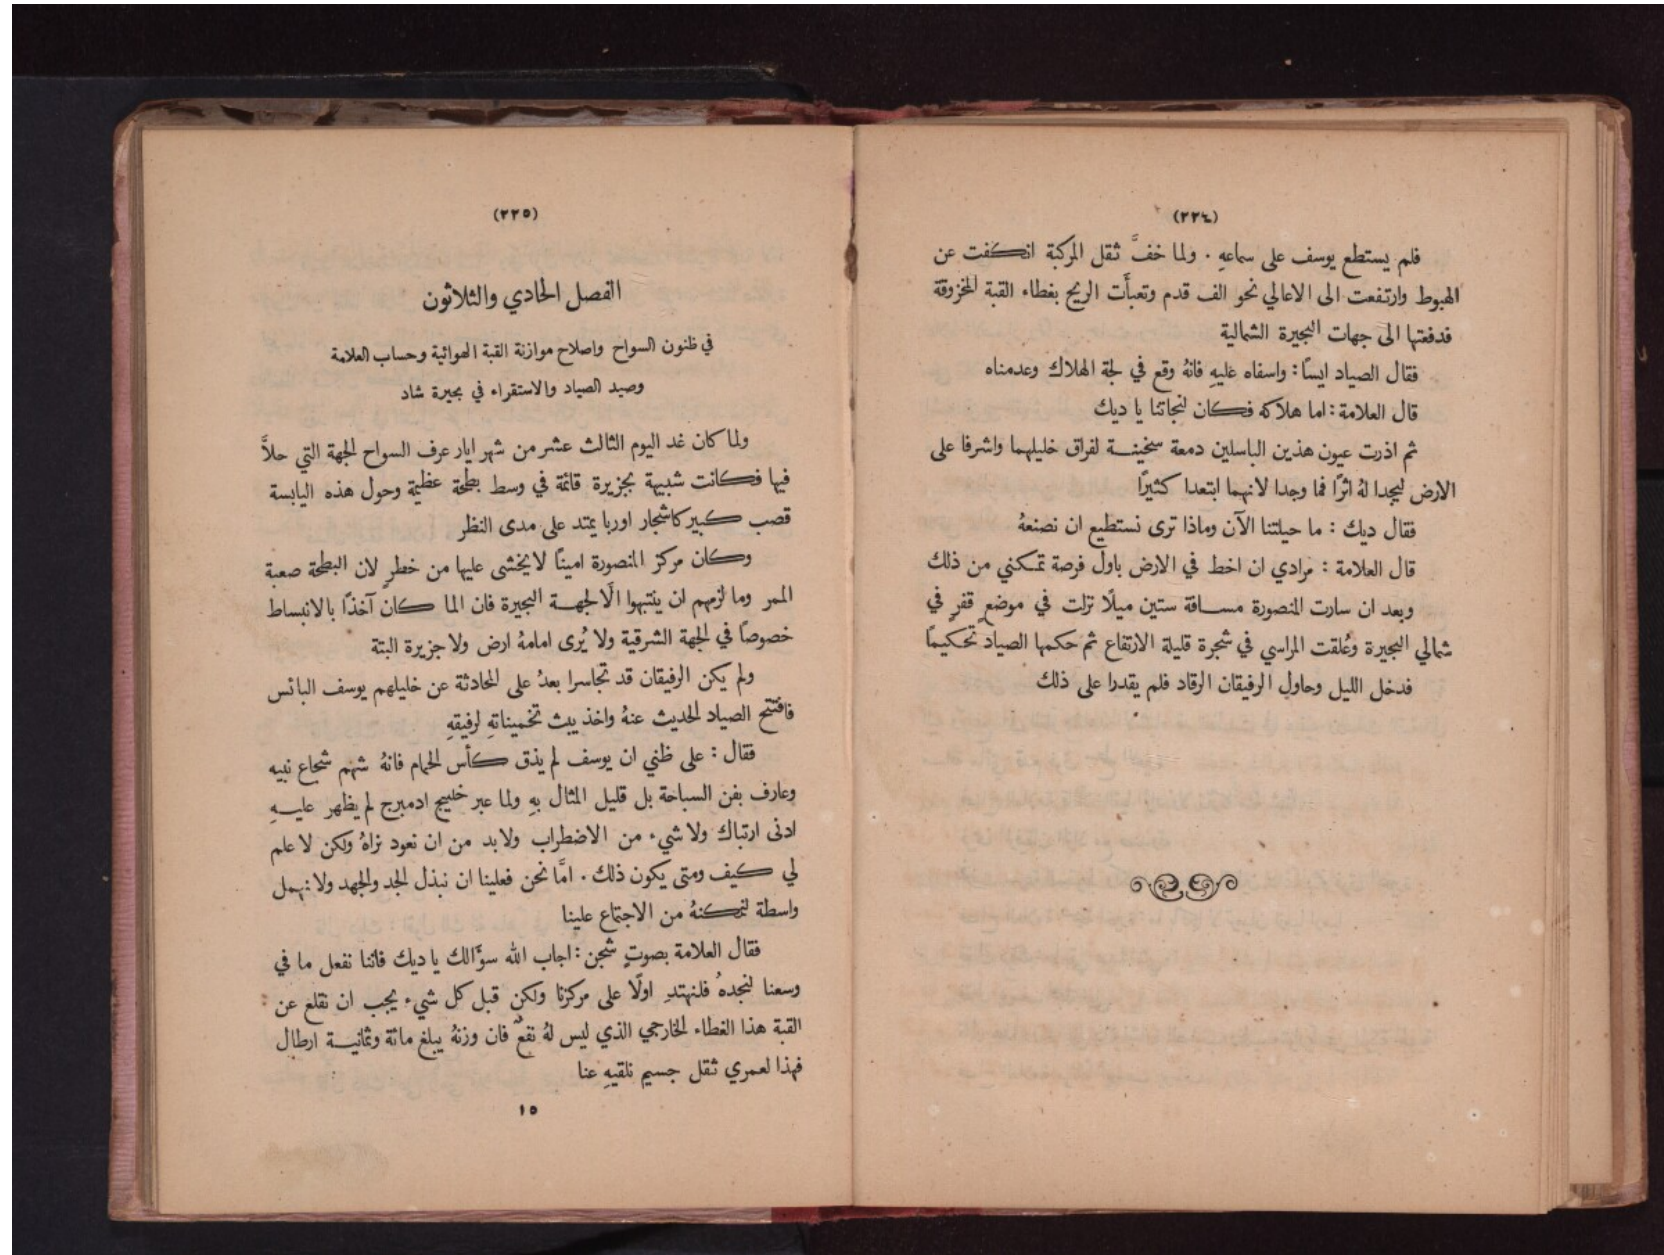 (٢٢٤)
فلم يستطع يوسف على سماعهِ . ولما خفَّ ثقل المركبة انكفت عن
الهبوط وارتفعت الى الاعالي نحو الف قدم وتعبأَت الريح بغطاء القبة المخزوقة
فدفعتها الى جهات البحيرة الشمالية
فقال الصياد ايسًا : واسفاه عليهِ فانهُ وقع في لجة الهلاك وعدمناه
قال العلامة : اما هلاكه فكان لنجاتنا يا ديك
ثم اذرت عيون هذين الباسلين دمعة سخينة لفراق خليلهما واشرفا على
الارض ليجدا لهُ اثرًا فما وجدا لانهما ابتعدا كثيرًا
فقال ديك : ما حيلتنا الآن وماذا ترى نستطيع ان نصنعهُ
قال العلامة : مرادي ان احط في الارض باول فرصة تمكنني من ذلك
وبعد ان سارت المنصورة مسافة ستين ميلًا نزلت في موضع قفرٍ في
شمالي البحيرة وعُلقت المراسي في شجرة قليلة الارتفاع ثم حكمها الصياد تحكيمًا
فدخل الليل وحاول الرفيقان الرقاد فلم يقدرا على ذلك
(٢٢٥)
الفصل الحادي والثلاثون
في ظنون السواح واصلاح موازنة القبة الهوائية وحساب العلامة
وصيد الصياد والاستقراء في بحيرة شاد
ولما كان غد اليوم الثالث عشر من شهر ايار عرف السواح الجهة التي حلاَّ
فيها فكانت شبيهة بجزيرة قائمة في وسط بطحة عظيمة وحول هذه اليابسة
قصب كبير كاشجار اوربا يمتد على مدى النظر
وكان مركز المنصورة امينًا لا يخشى عليها من خطرٍ لان البطحة صعبة
الممر وما لزمهم ان ينتبهوا الَّا لجهة البحيرة فان الما كان آخذًا بالانبساط
خصوصًا في الجهة الشرقية ولا يُرى امامهُ ارض ولا جزيرة البتة
ولم يكن الرفيقان قد تجاسرا بعدُ على المحادثة عن خليلهم يوسف البائس
فافتتح الصياد الحديث عنهُ واخذ يبث تخميناتهِ لرفيقهِ
فقال : على ظني ان يوسف لم يذق كأس الحمام فانهُ شهم شجاع نبيه
وعارف بفن السباحة بل قليل المثال بهِ ولما عبر خليج ادمبرج لم يظهر عليهِ
ادنى ارتباك ولا شيء من الاضطراب ولا بد من ان نعود نراهُ ولكن لا علم
لي كيف ومتى يكون ذلك . امَّا نحن فعلينا ان نبذل الجد والجهد ولا نهمل
واسطة لنمكنهُ من الاجتماع علينا
فقال العلامة بصوتٍ شجن : اجاب الله سؤَالك يا ديك فاننا نفعل ما في
وسعنا لنجدهُ فلنهتدِ اولًا على مركزنا ولكن قبل كل شيء يجب ان نقلع عن
القبة هذا الغطاء الخارجي الذي ليس لهُ نفعٌ فان وزنهُ يبلغ مائة وثمانية ارطال
فهذا لعمري ثقل جسيم نلقيهِ عنا
١٥